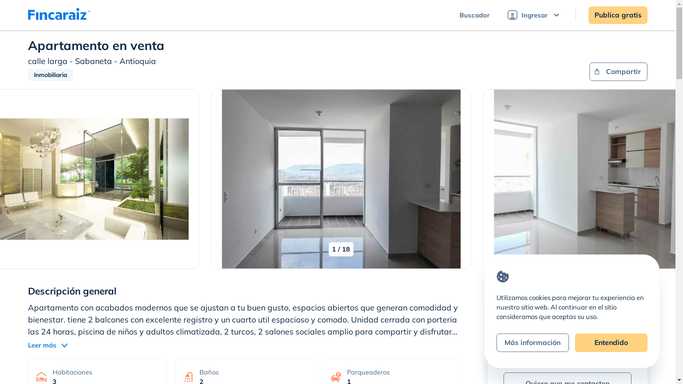 Fincaraiz
Buscador
Ingresar
Publica gratis
Apartamento en venta
calle larga - Sabaneta - Antioquia
Inmobiliaria
Compartir
1 / 18
Descripción general
Apartamento con acabados modernos que se ajustan a tu buen gusto, espacios abiertos que generan comodidad y
bienestar. tiene 2 balcones con excelente registro y un cuarto util espacioso y comodo. Unidad cerrada con porteria
las 24 horas, piscina de niños y adultos climatizada, 2 turcos, 2 salones sociales amplio para compartir y disfrutar...
Leer más
Habitaciones
3
Baños
2
Parqueaderos
1
Utilizamos cookies para mejorar tu experiencia en
nuestro sitio web. Al continuar en el sitio
consideramos que aceptas su uso.
Más información
Entendido
Quiero que me contacten